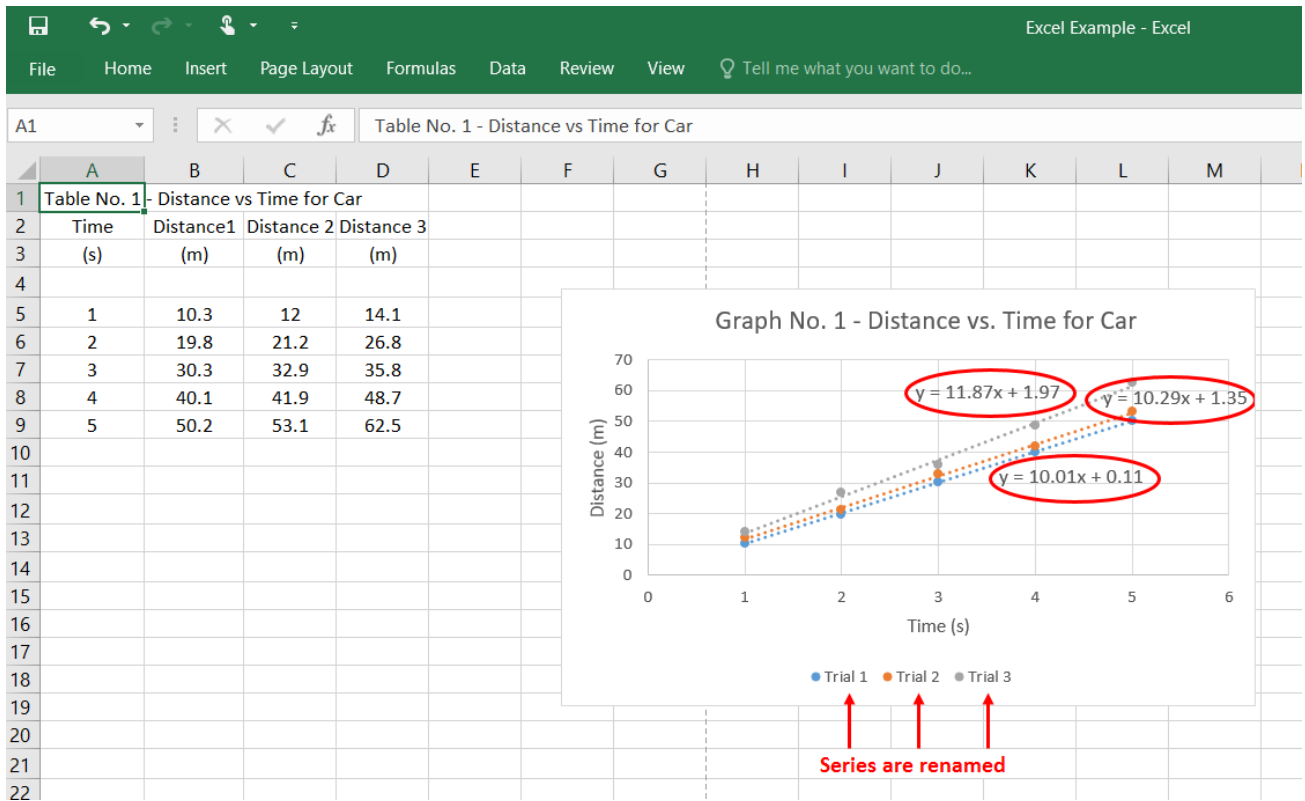 Excel Example - Excel
File Home Insert Page Layout Formulas Data Review View Tell me what you want to do...
A1 fx Table No. 1 - Distance vs Time for Car
A B C D E F G H I J K L M
1 Table No. 1 - Distance vs Time for Car
2 Time Distance1 Distance 2 Distance 3
3 (s) (m) (m) (m)
4
5 1 10.3 12 14.1
6 2 19.8 21.2 26.8
7 3 30.3 32.9 35.8
8 4 40.1 41.9 48.7
9 5 50.2 53.1 62.5
10
11
12
13
14
15
16
17
18
19
20
21
22
Graph No. 1 - Distance vs. Time for Car
70
60
50
40
30
20
10
0
Distance (m)
y = 11.87x + 1.97
y = 10.29x + 1.35
y = 10.01x + 0.11
0 1 2 3 4 5 6
Time (s)
Trial 1 Trial 2 Trial 3
Series are renamed